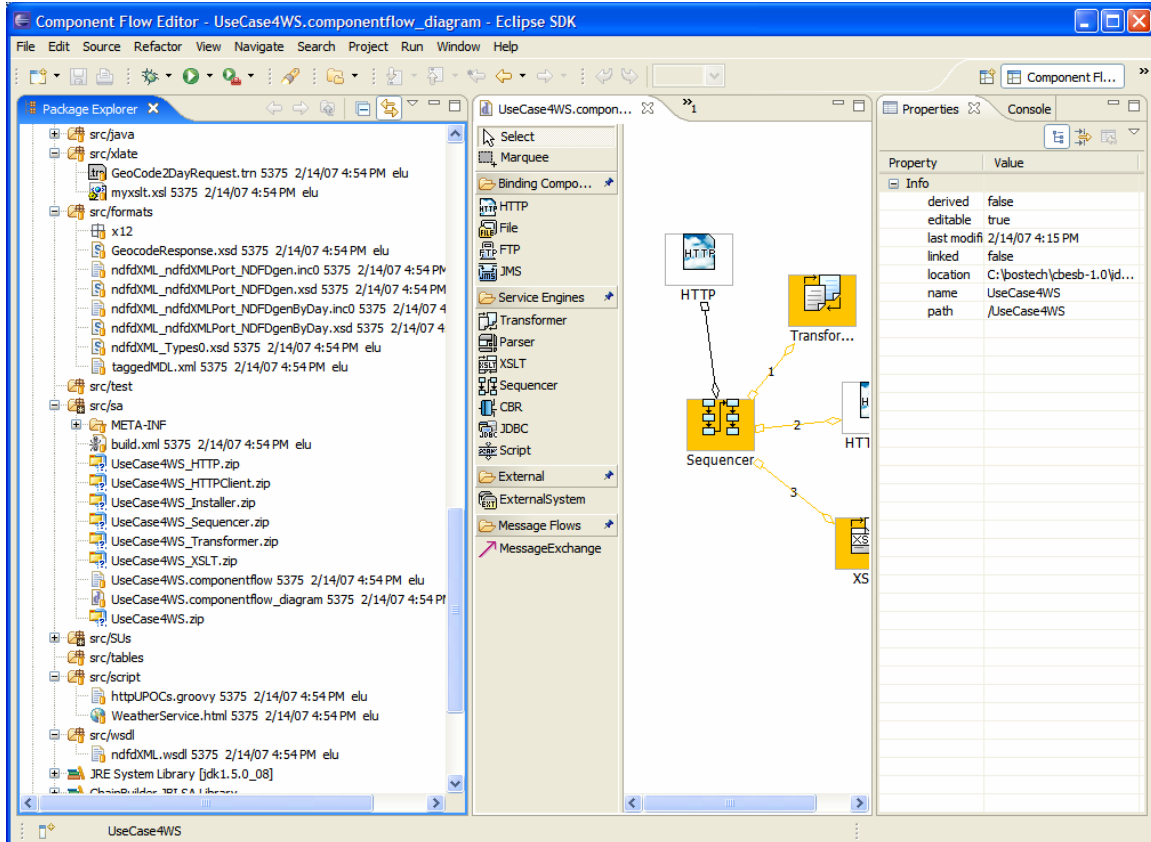 Component Flow Editor - UseCase4WS.componentflow_diagram - Eclipse SDK
File Edit Source Refactor View Navigate Search Project Run Window Help
Component Fl...
Package Explorer
src/java
src/xlate
GeoCode2DayRequest.trn 5375 2/14/07 4:54 PM elu
myxslt.xsl 5375 2/14/07 4:54 PM elu
src/formats
x12
GeocodeResponse.xsd 5375 2/14/07 4:54 PM elu
ndfdXML_ndfdXMLPort_NDFDgen.inc0 5375 2/14/07 4:54 PM
ndfdXML_ndfdXMLPort_NDFDgen.xsd 5375 2/14/07 4:54 PM
ndfdXML_ndfdXMLPort_NDFDgenByDay.inc0 5375 2/14/07 4
ndfdXML_ndfdXMLPort_NDFDgenByDay.xsd 5375 2/14/07 4:
ndfdXML_Types0.xsd 5375 2/14/07 4:54 PM elu
taggedMDL.xml 5375 2/14/07 4:54 PM elu
src/test
src/sa
META-INF
build.xml 5375 2/14/07 4:54 PM elu
UseCase4WS_HTTP.zip
UseCase4WS_HTTPClient.zip
UseCase4WS_Installer.zip
UseCase4WS_Sequencer.zip
UseCase4WS_Transformer.zip
UseCase4WS_XSLT.zip
UseCase4WS.componentflow 5375 2/14/07 4:54 PM elu
UseCase4WS.componentflow_diagram 5375 2/14/07 4:54 PM
UseCase4WS.zip
src/SUs
src/tables
src/script
httpUPOCs.groovy 5375 2/14/07 4:54 PM elu
WeatherService.html 5375 2/14/07 4:54 PM elu
src/wsdl
ndfdXML.wsdl 5375 2/14/07 4:54 PM elu
JRE System Library [jdk1.5.0_08]
ChainBuilder JBI SA Library
UseCase4WS.compon...
1
Select
Marquee
Binding Compo...
HTTP
File
FTP
JMS
Service Engines
Transformer
Parser
XSLT
Sequencer
CBR
JDBC
Script
External
ExternalSystem
Message Flows
MessageExchange
HTTP
HTTP
Transfor...
1
2
HTT
Sequencer
3
XS
XS
Properties
Console
Property Value
Info
derived false
editable true
last modifi 2/14/07 4:15 PM
linked false
location C:\bostech\cbesb-1.0\jd...
name UseCase4WS
path /UseCase4WS
UseCase4WS